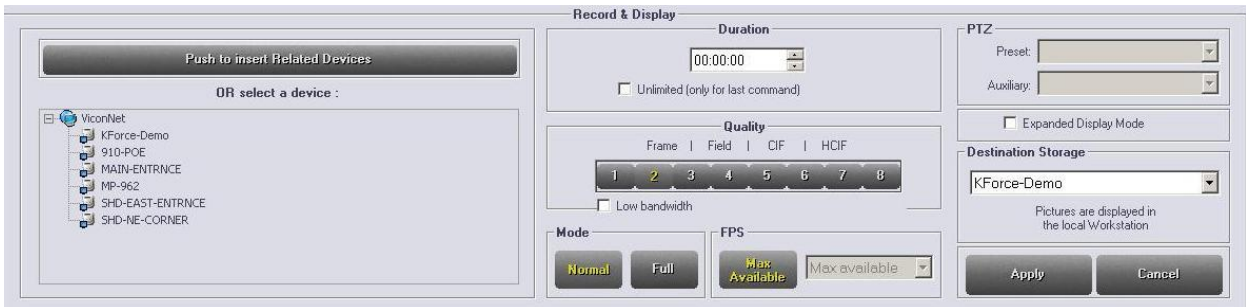 Record & Display
Push to insert Related Devices
OR select a device :
ViconNet
KForce-Demo
910-POE
MAIN-ENTRNCE
MP-962
SHD-EAST-ENTRNCE
SHD-NE-CORNER
Duration
00:00:00
Unlimited (only for last command)
Quality
Frame | Field | CIF | HCIF
1 2 3 4 5 6 7 8
Low bandwidth
Mode
Normal Full
FPS
Max Available
Max available
PTZ
Preset:
Auxiliary:
Expanded Display Mode
Destination Storage
KForce-Demo
Pictures are displayed in
the local Workstation
Apply Cancel